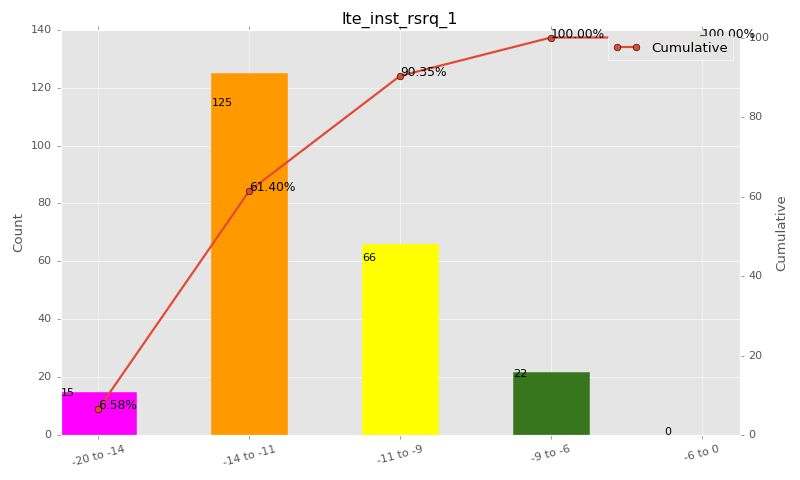 lte_inst_rsrq_1
140
120
100
80
60
40
20
0
Count
100
80
60
40
20
0
Cumulative
Cumulative
15
125
66
22
0
6.58%
61.40%
90.35%
100.00%
100.00%
-20 to -14
-14 to -11
-11 to -9
-9 to -6
-6 to 0